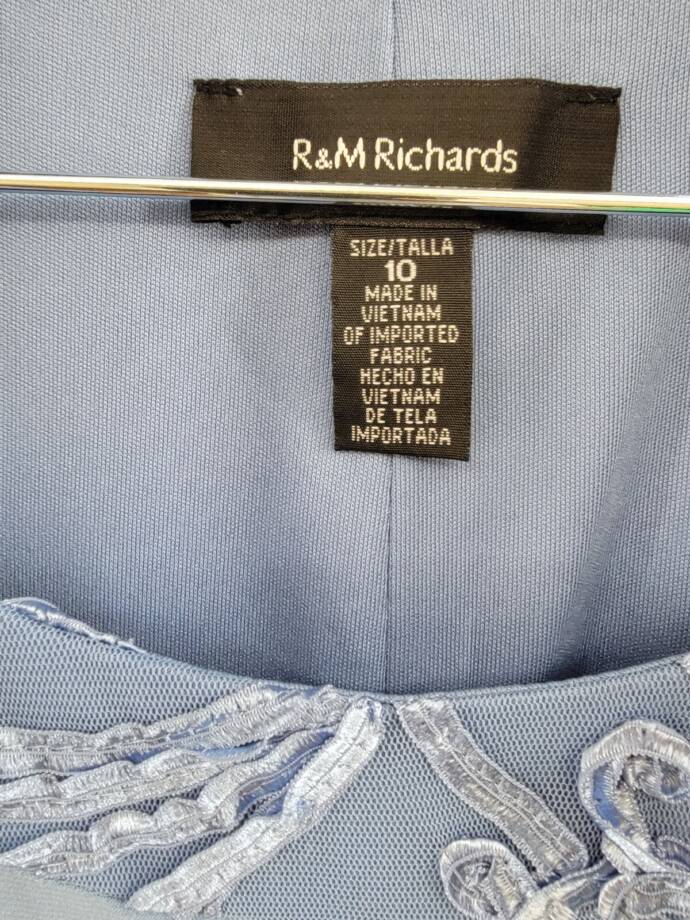 R&M Richards
SIZE/TALLA
10
MADE IN
VIETNAM
OF IMPORTED
FABRIC
HECHO EN
VIETNAM
DE TELA
IMPORTADA